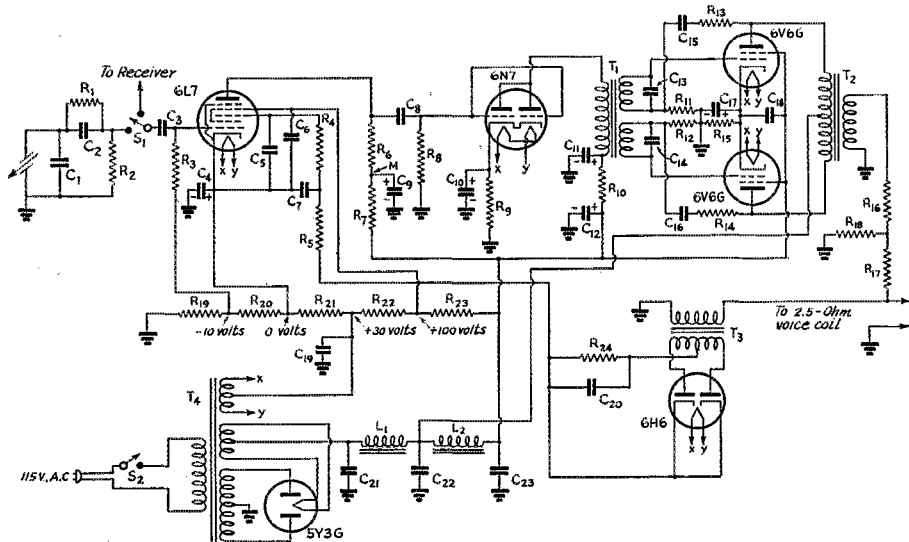 To Receiver
6L7
6N7
6V6G
6V6G
6H6
5Y3G
R1
C2
C1
R2
S1
C3
R3
C4
C5
C6
C7
R4
R5
R6
M
R7
C8
C9
R8
C10
R9
C11
R10
C12
T1
C13
C14
R11
R12
C15
R13
C16
R14
C17
R15
C18
T2
R16
R18
R17
To 2.5-Ohm
voice coil
R19
R20
R21
R22
R23
-10 volts
0 volts
+30 volts
+100 volts
C19
R24
C20
T3
x y
x y
x y
x y
x y
T4
x
y
L1
L2
C21
C22
C23
115V. A.C
S2